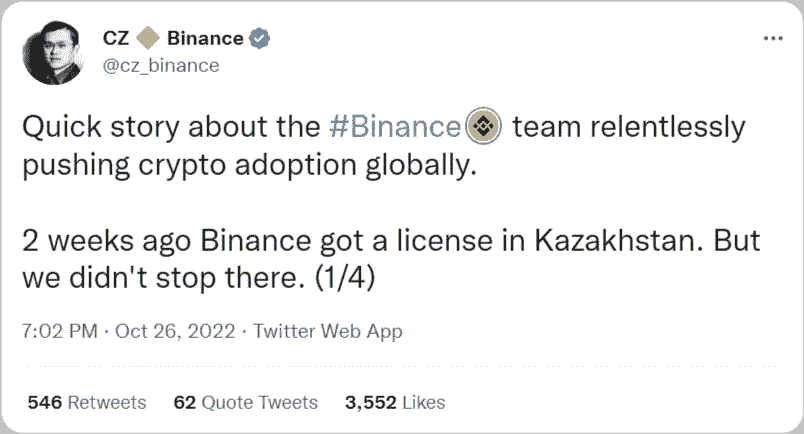 CZ 🔶 Binance
@cz_binance
Quick story about the #Binance team relentlessly
pushing crypto adoption globally.
2 weeks ago Binance got a license in Kazakhstan. But
we didn't stop there. (1/4)
7:02 PM · Oct 26, 2022 · Twitter Web App
546 Retweets 62 Quote Tweets 3,552 Likes